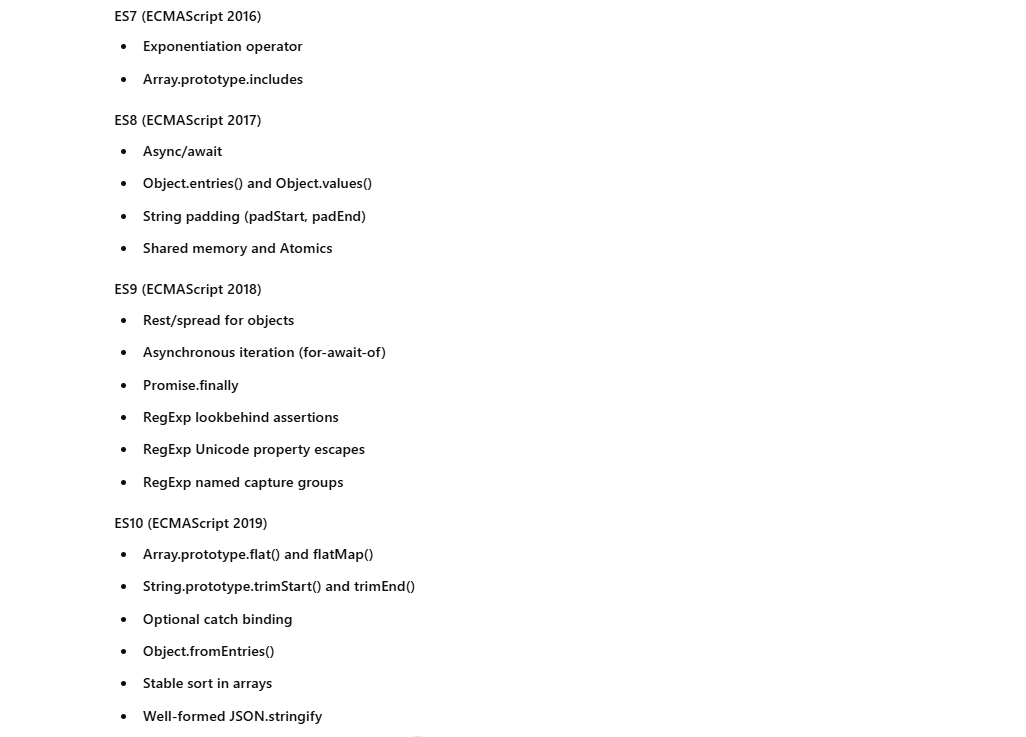 ES7 (ECMAScript 2016)
• Exponentiation operator
• Array.prototype.includes
ES8 (ECMAScript 2017)
• Async/await
• Object.entries() and Object.values()
• String padding (padStart, padEnd)
• Shared memory and Atomics
ES9 (ECMAScript 2018)
• Rest/spread for objects
• Asynchronous iteration (for-await-of)
• Promise.finally
• RegExp lookbehind assertions
• RegExp Unicode property escapes
• RegExp named capture groups
ES10 (ECMAScript 2019)
• Array.prototype.flat() and flatMap()
• String.prototype.trimStart() and trimEnd()
• Optional catch binding
• Object.fromEntries()
• Stable sort in arrays
• Well-formed JSON.stringify